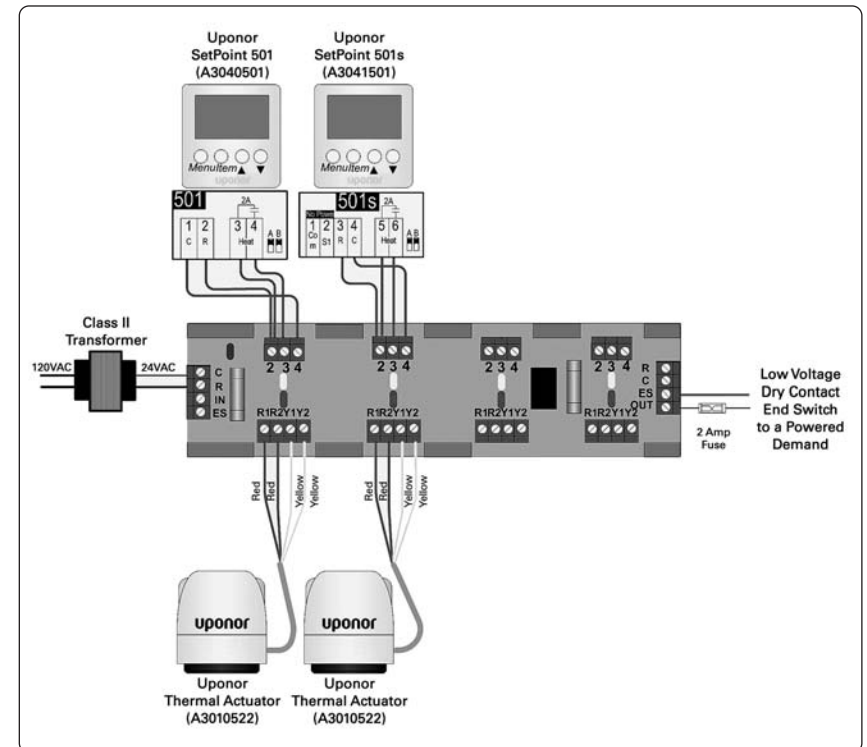 Uponor
SetPoint 501
(A3040501)
Uponor
SetPoint 501s
(A3041501)
MenuItem▲ ▼
uponor
MenuItem▲ ▼
uponor
501
2A
1 2 3 4
C R Heat
A B
501s
2A
No Power
1 2 3 4 5 6
Com S1 R C Heat
A B
Class II
Transformer
120VAC
24VAC
C
R
IN
ES
2 3 4
2 3 4
2 3 4
2 3 4
R1R2Y1Y2
R1R2Y1Y2
R1R2Y1Y2
R1R2Y1Y2
R
C
ES
OUT
2 Amp
Fuse
Low Voltage
Dry Contact
End Switch
to a Powered
Demand
Red
Red
Yellow
Yellow
Red
Red
Yellow
Yellow
uponor
uponor
Uponor
Thermal Actuator
(A3010522)
Uponor
Thermal Actuator
(A3010522)